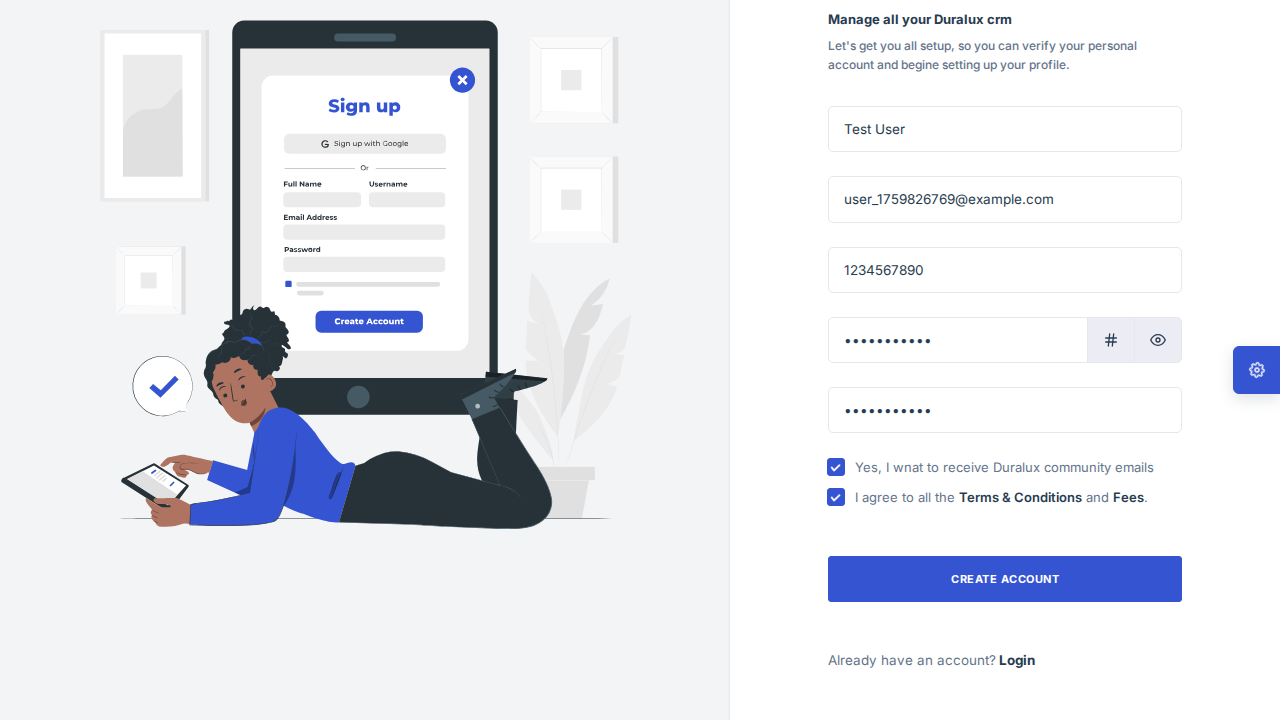 Sign up
G Sign up with Google
Or
Full Name
Username
Email Address
Password
Create Account
Manage all your Duralux crm
Let's get you all setup, so you can verify your personal
account and begine setting up your profile.
Test User
user_1759826769@example.com
1234567890
•••••••••••
#
•••••••••••
Yes, I wnat to receive Duralux community emails
I agree to all the Terms & Conditions and Fees.
CREATE ACCOUNT
Already have an account? Login